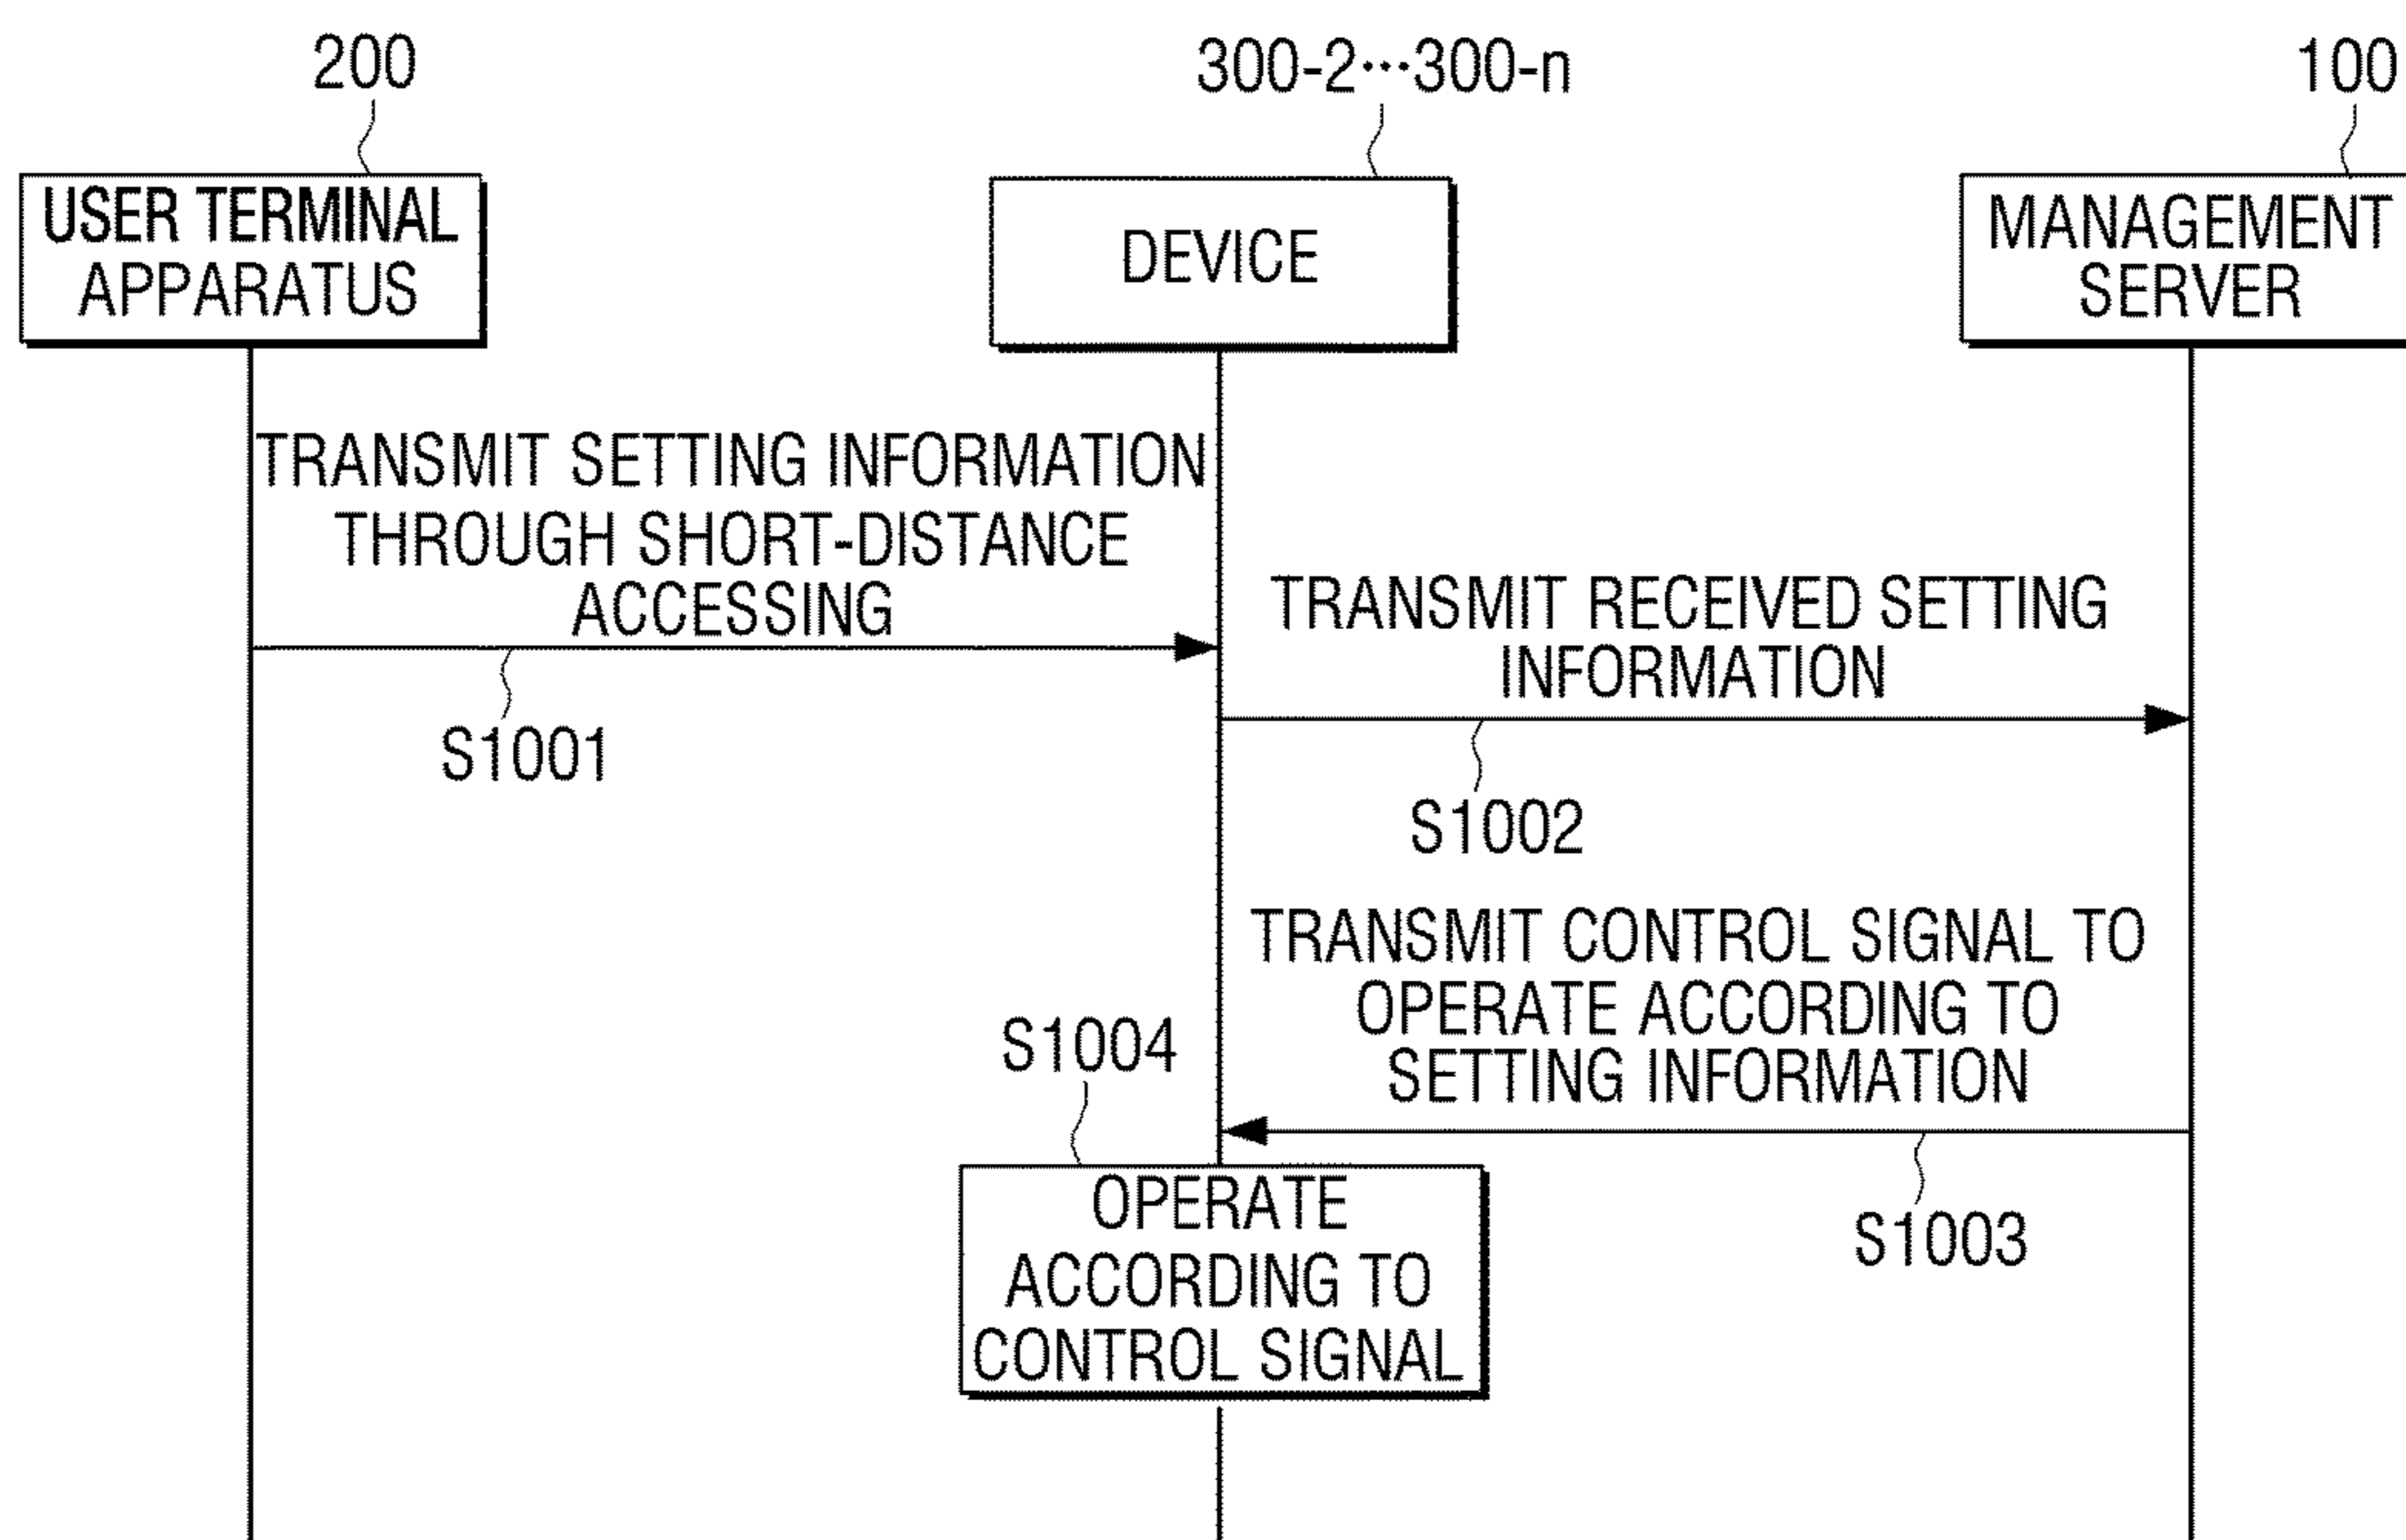 200
300-2···300-n
100
USER TERMINAL
APPARATUS
DEVICE
MANAGEMENT
SERVER
TRANSMIT SETTING INFORMATION
THROUGH SHORT-DISTANCE
ACCESSING
S1001
TRANSMIT RECEIVED SETTING
INFORMATION
S1002
TRANSMIT CONTROL SIGNAL TO
OPERATE ACCORDING TO
SETTING INFORMATION
S1003
S1004
OPERATE
ACCORDING TO
CONTROL SIGNAL